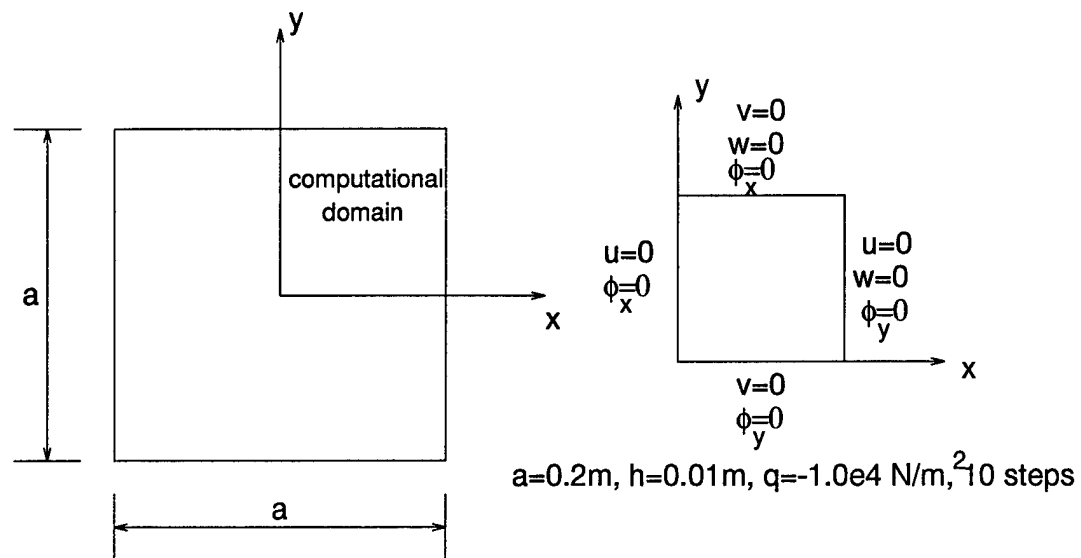 y
computational
domain
a
x
a
y
v=0
w=0
ϕx=0
u=0
ϕx=0
u=0
w=0
ϕy=0
x
v=0
ϕy=0
a=0.2m, h=0.01m, q=-1.0e4 N/m,² 10 steps